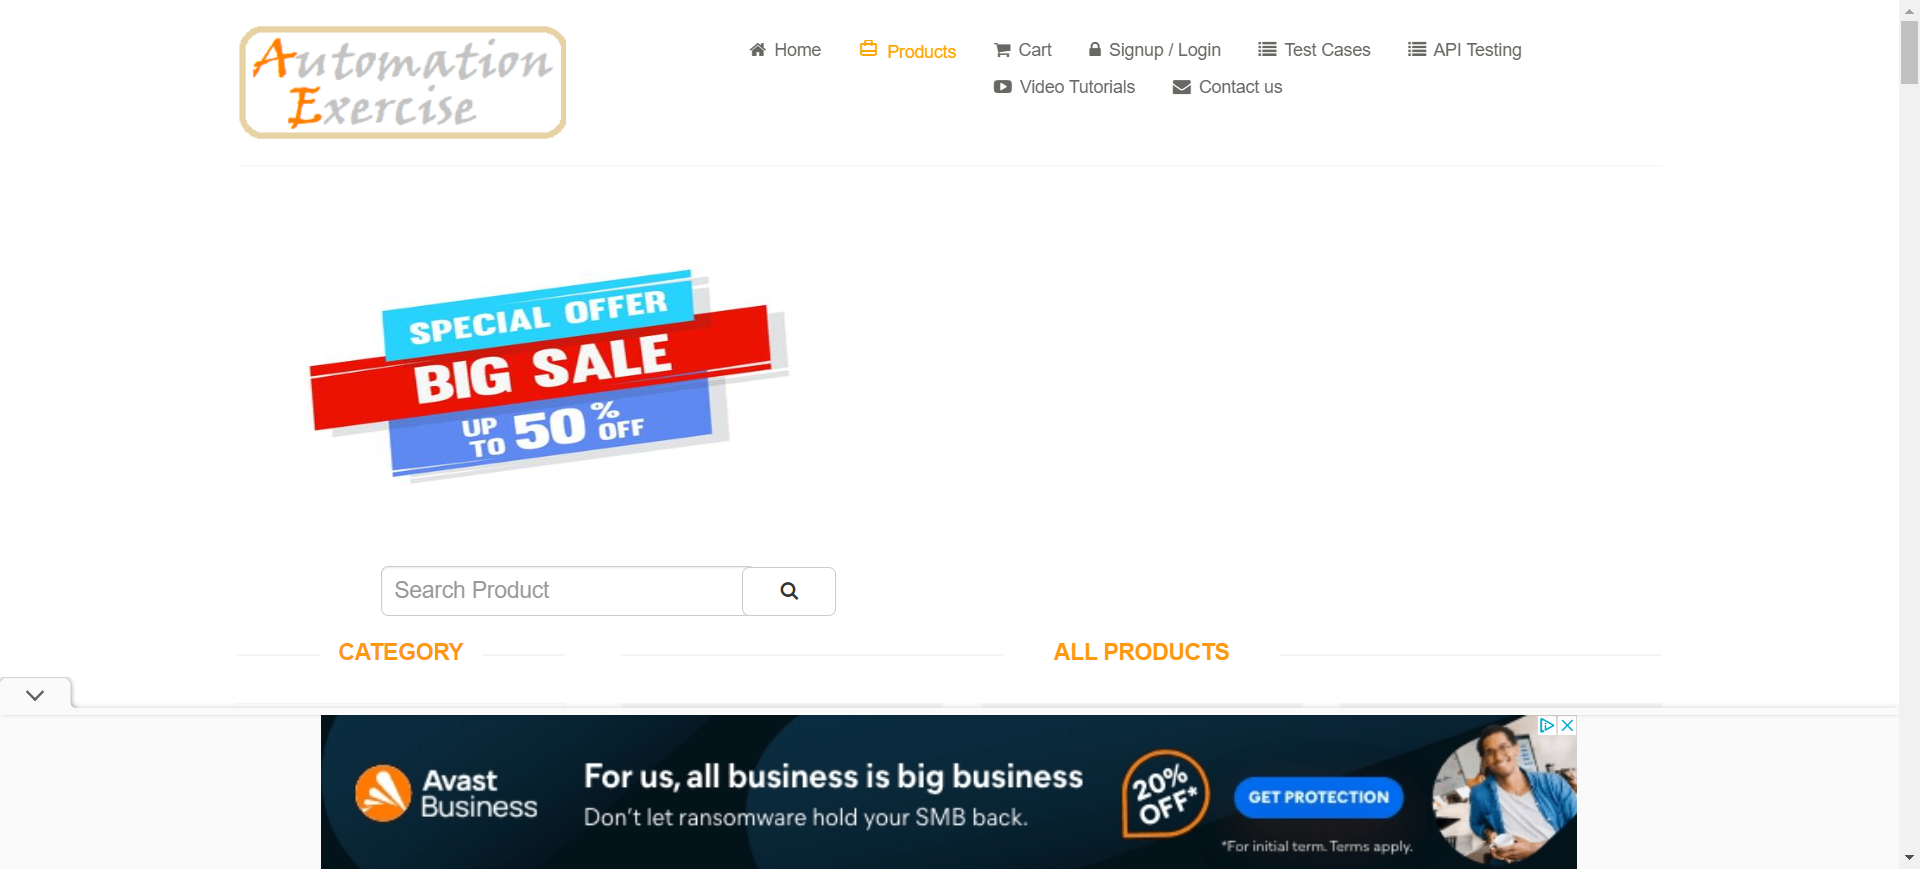 Automation
Exercise
Home
Products
Cart
Signup / Login
Test Cases
API Testing
Video Tutorials
Contact us
SPECIAL OFFER
BIG SALE
UP TO 50% OFF
Search Product
CATEGORY
ALL PRODUCTS
Avast
Business
For us, all business is big business
Don't let ransomware hold your SMB back.
20%
OFF*
GET PROTECTION
*For initial term. Terms apply.